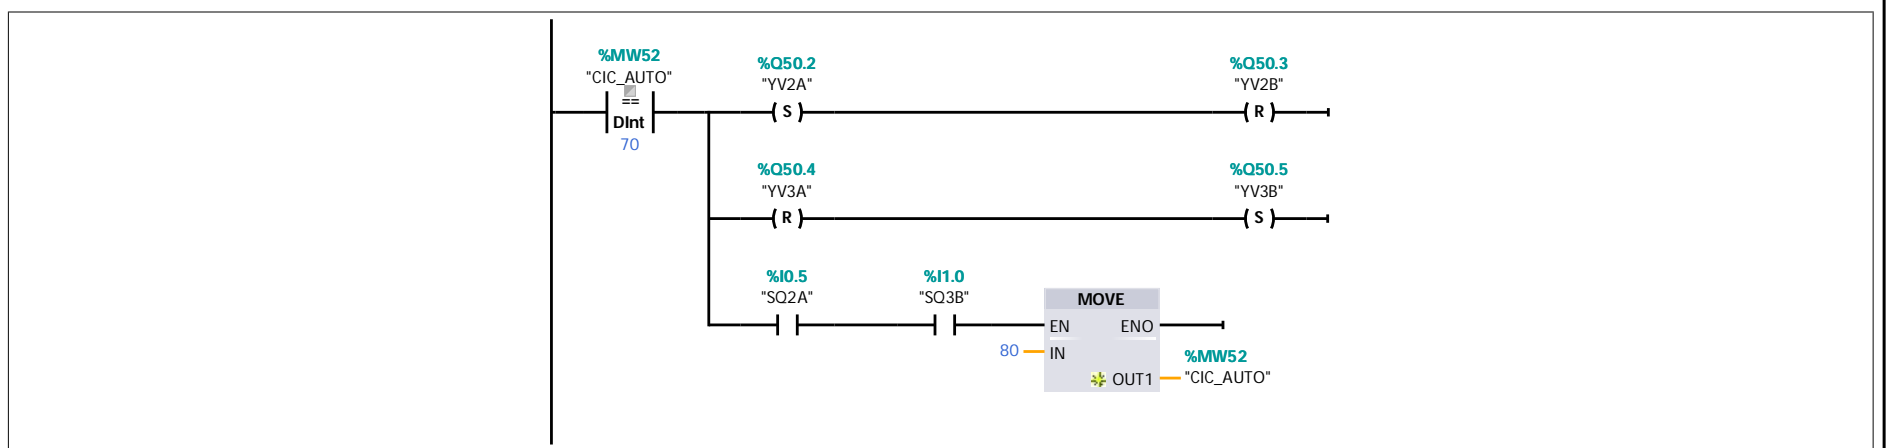 %MW52
"CIC_AUTO"
==
DInt
70
%Q50.2
"YV2A"
S
%Q50.3
"YV2B"
R
%Q50.4
"YV3A"
R
%Q50.5
"YV3B"
S
%I0.5
"SQ2A"
%I1.0
"SQ3B"
MOVE
EN ENO
80 IN
OUT1
%MW52
"CIC_AUTO"